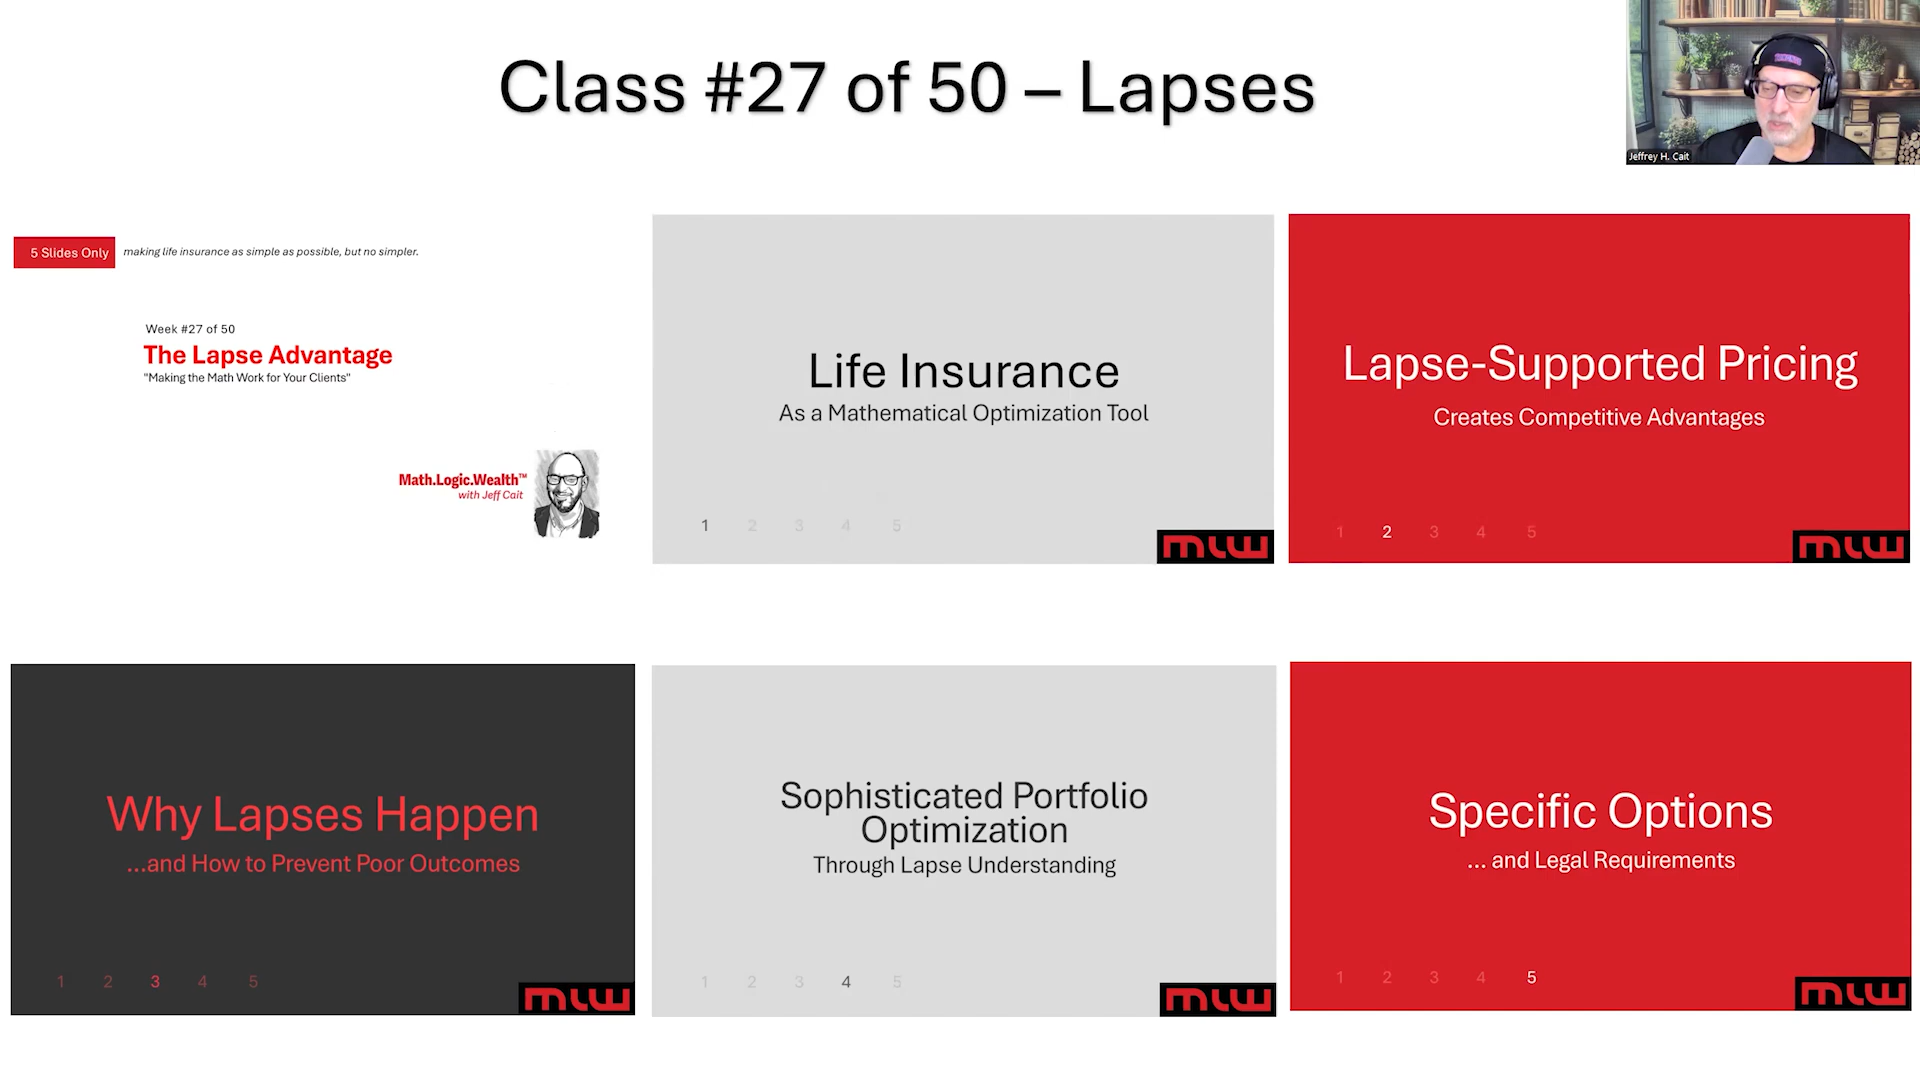 Class #27 of 50 – Lapses
Jeffrey H. Cait
5 Slides Only
making life insurance as simple as possible, but no simpler.
Week #27 of 50
The Lapse Advantage
"Making the Math Work for Your Clients"
Math.Logic.Wealth™
with Jeff Cait
Life Insurance
As a Mathematical Optimization Tool
1 2 3 4 5
MLW
Lapse-Supported Pricing
Creates Competitive Advantages
1 2 3 4 5
MLW
Why Lapses Happen
...and How to Prevent Poor Outcomes
1 2 3 4 5
MLW
Sophisticated Portfolio
Optimization
Through Lapse Understanding
1 2 3 4 5
MLW
Specific Options
... and Legal Requirements
1 2 3 4 5
MLW